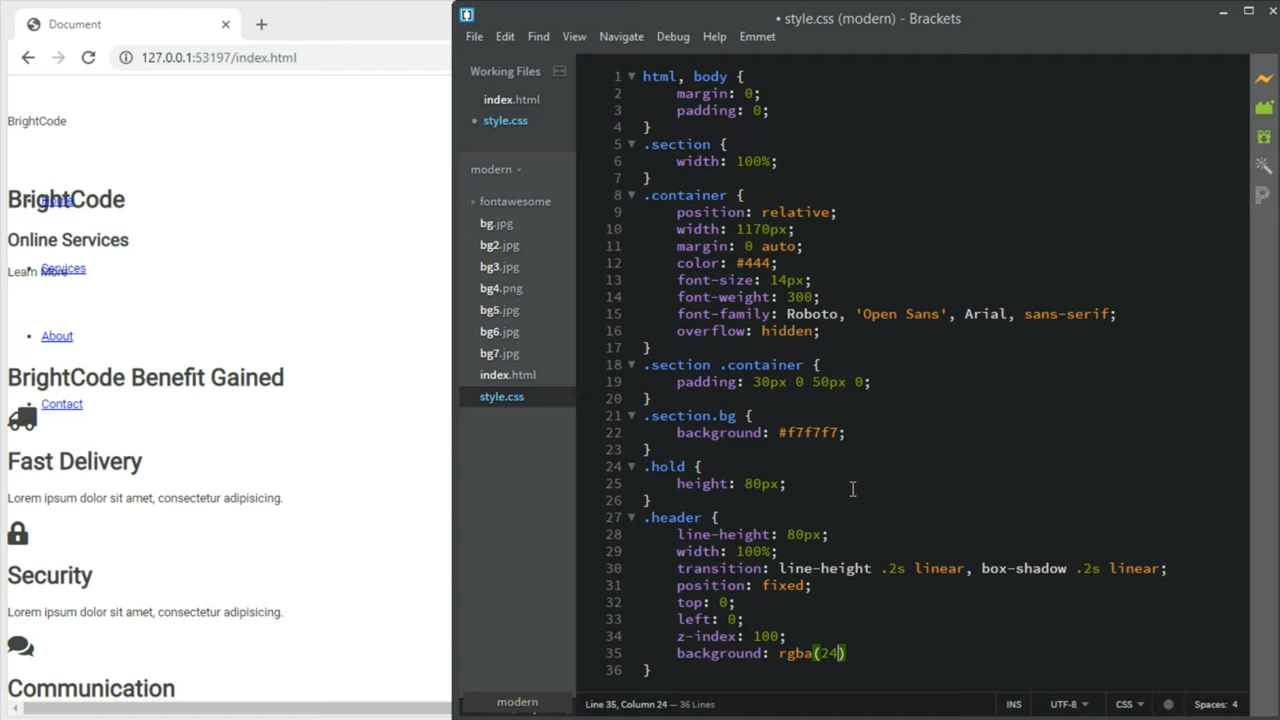 Document
127.0.0.1:53197/index.html
BrightCode
BrightCode
Home
Online Services
Services
Learn More
About
BrightCode Benefit Gained
Contact
Fast Delivery
Lorem ipsum dolor sit amet, consectetur adipisicing.
Security
Lorem ipsum dolor sit amet, consectetur adipisicing.
Communication
• style.css (modern) - Brackets
File Edit Find View Navigate Debug Help Emmet
Working Files
index.html
style.css
modern
fontawesome
bg.jpg
bg2.jpg
bg3.jpg
bg4.png
bg5.jpg
bg6.jpg
bg7.jpg
index.html
style.css
modern
1 html, body {
2 margin: 0;
3 padding: 0;
4 }
5 .section {
6 width: 100%;
7 }
8 .container {
9 position: relative;
10 width: 1170px;
11 margin: 0 auto;
12 color: #444;
13 font-size: 14px;
14 font-weight: 300;
15 font-family: Roboto, 'Open Sans', Arial, sans-serif;
16 overflow: hidden;
17 }
18 .section .container {
19 padding: 30px 0 50px 0;
20 }
21 .section.bg {
22 background: #f7f7f7;
23 }
24 .hold {
25 height: 80px;
26 }
27 .header {
28 line-height: 80px;
29 width: 100%;
30 transition: line-height .2s linear, box-shadow .2s linear;
31 position: fixed;
32 top: 0;
33 left: 0;
34 z-index: 100;
35 background: rgba(24)
36 }
Line 35, Column 24 — 36 Lines
INS UTF-8 CSS Spaces: 4